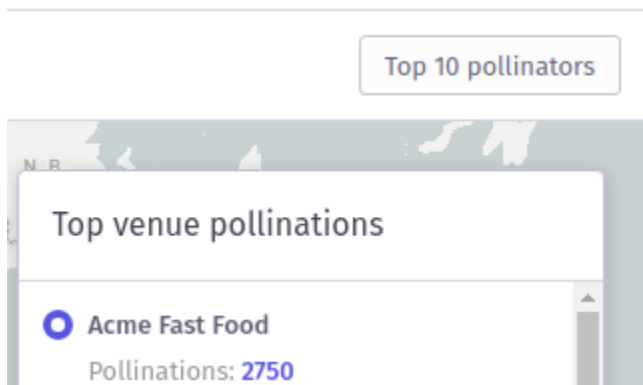 Top 10 pollinators
N B
Top venue pollinations
Acme Fast Food
Pollinations: 2750